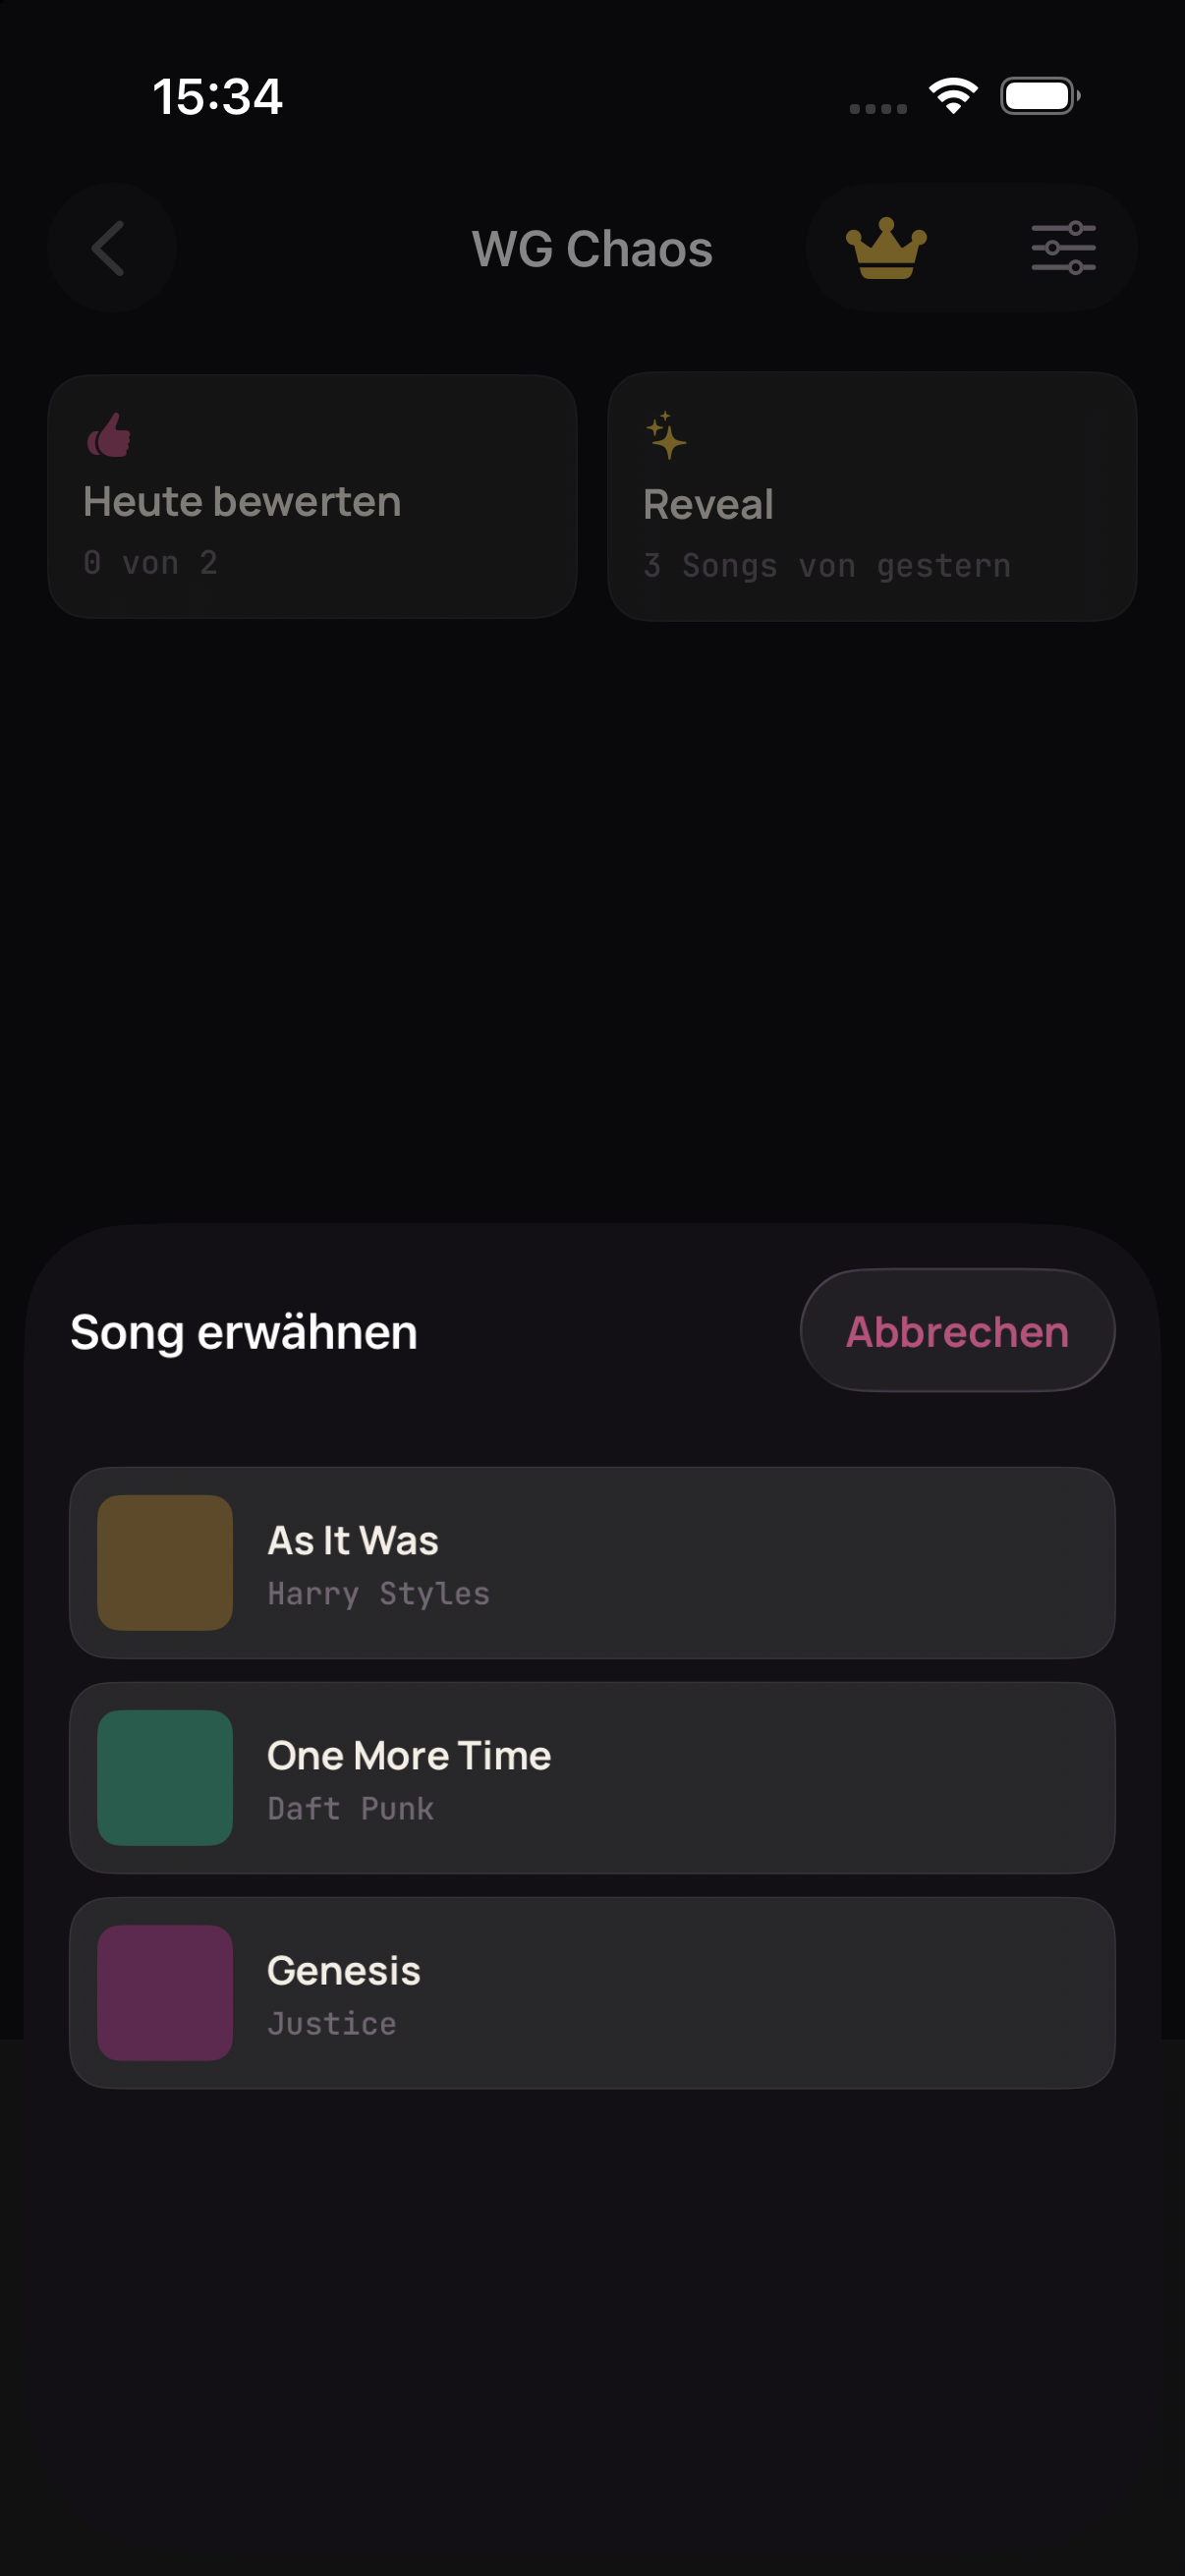 15:34
WG Chaos
Heute bewerten
0 von 2
Reveal
3 Songs von gestern
Song erwähnen
Abbrechen
As It Was
Harry Styles
One More Time
Daft Punk
Genesis
Justice